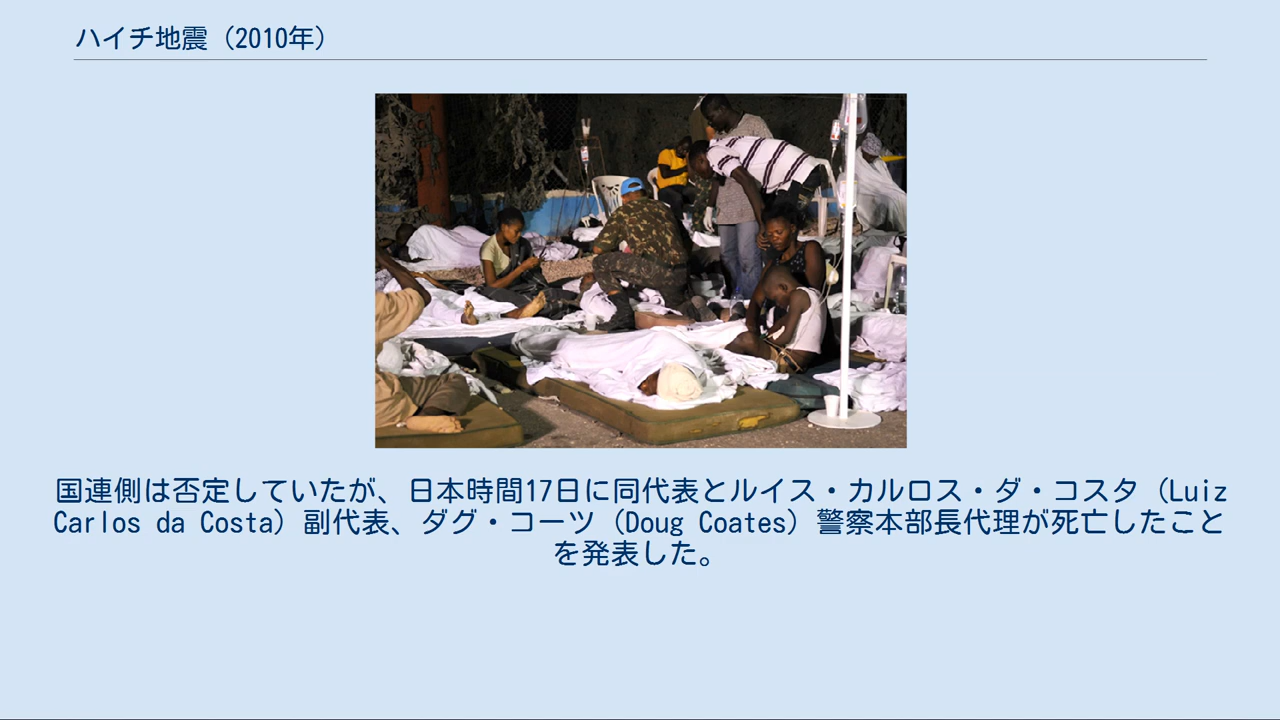 ハイチ地震（2010年）
国連側は否定していたが、日本時間17日に同代表とルイス・カルロス・ダ・コスタ（Luiz
Carlos da Costa）副代表、ダグ・コーツ（Doug Coates）警察本部長代理が死亡したこと
を発表した。